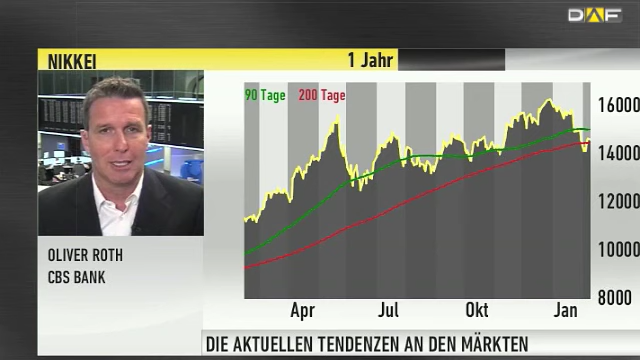 DAF
NIKKEI 1 Jahr
90 Tage 200 Tage
16000
14000
12000
10000
8000
Apr Jul Okt Jan
OLIVER ROTH
CBS BANK
DIE AKTUELLEN TENDENZEN AN DEN MÄRKTEN